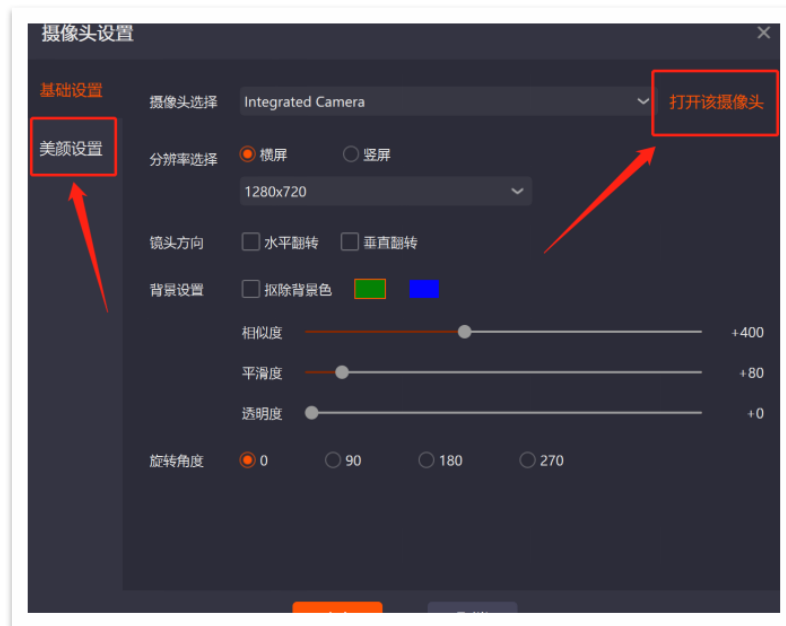 摄像头设置
基础设置
美颜设置
摄像头选择 Integrated Camera 打开该摄像头
分辨率选择 横屏 竖屏
1280x720
镜头方向 水平翻转 垂直翻转
背景设置 抠除背景色
相似度 +400
平滑度 +80
透明度 +0
旋转角度 0 90 180 270